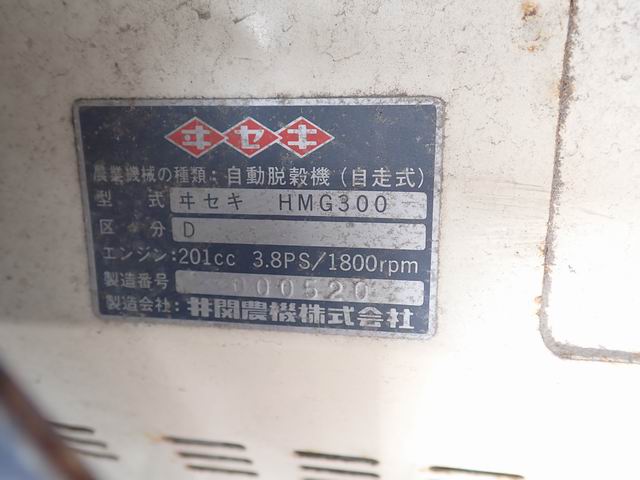 ヰセキ
農業機械の種類：自動脱穀機（自走式）
型式 ヰセキ HMG300
区分 D
エンジン：201cc 3.8PS/1800rpm
製造番号 000520
製造会社：井関農機株式会社